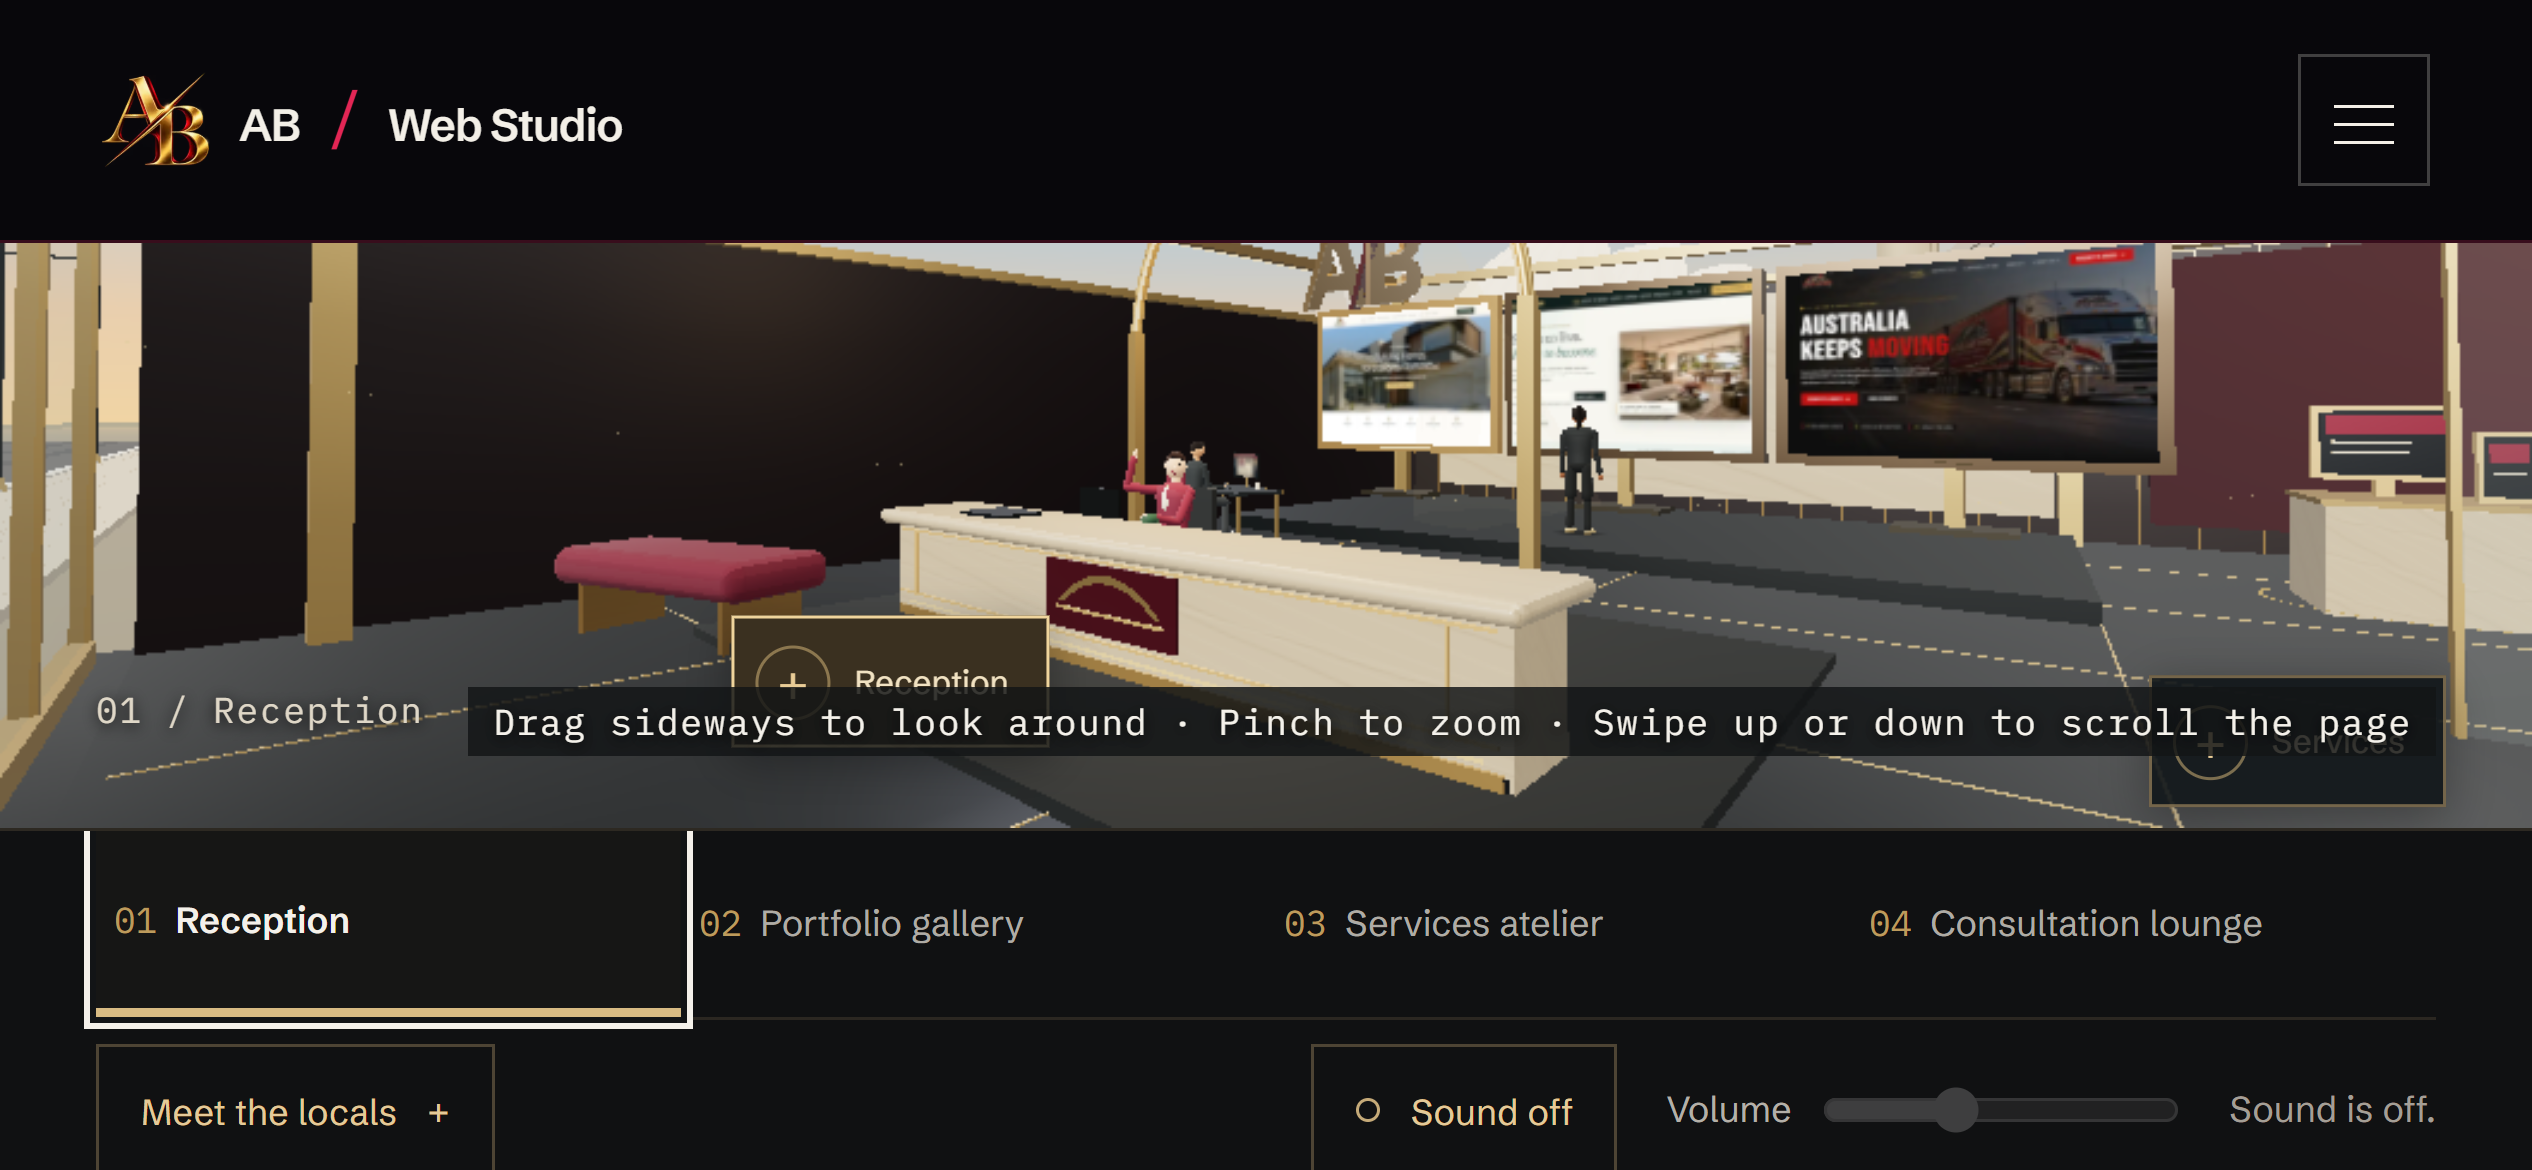 AB / Web Studio
AB
AUSTRALIA
KEEPS MOVING
+ Reception
01 / Reception
Drag sideways to look around · Pinch to zoom · Swipe up or down to scroll the page
+ Services
01 Reception
02 Portfolio gallery
03 Services atelier
04 Consultation lounge
Meet the locals +
Sound off
Volume
Sound is off.